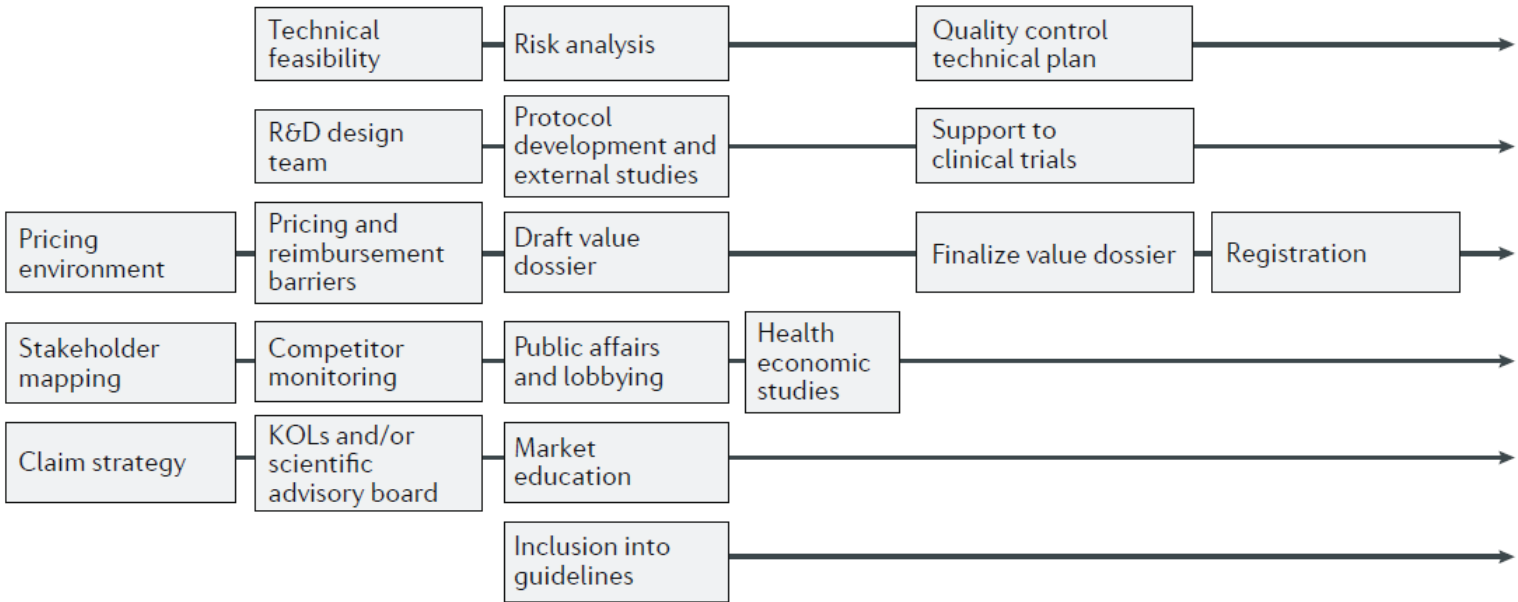 Technical
feasibility
Risk analysis
Quality control
technical plan
R&D design
team
Protocol
development and
external studies
Support to
clinical trials
Pricing
environment
Pricing and
reimbursement
barriers
Draft value
dossier
Finalize value dossier
Registration
Stakeholder
mapping
Competitor
monitoring
Public affairs
and lobbying
Health
economic
studies
Claim strategy
KOLs and/or
scientific
advisory board
Market
education
Inclusion into
guidelines